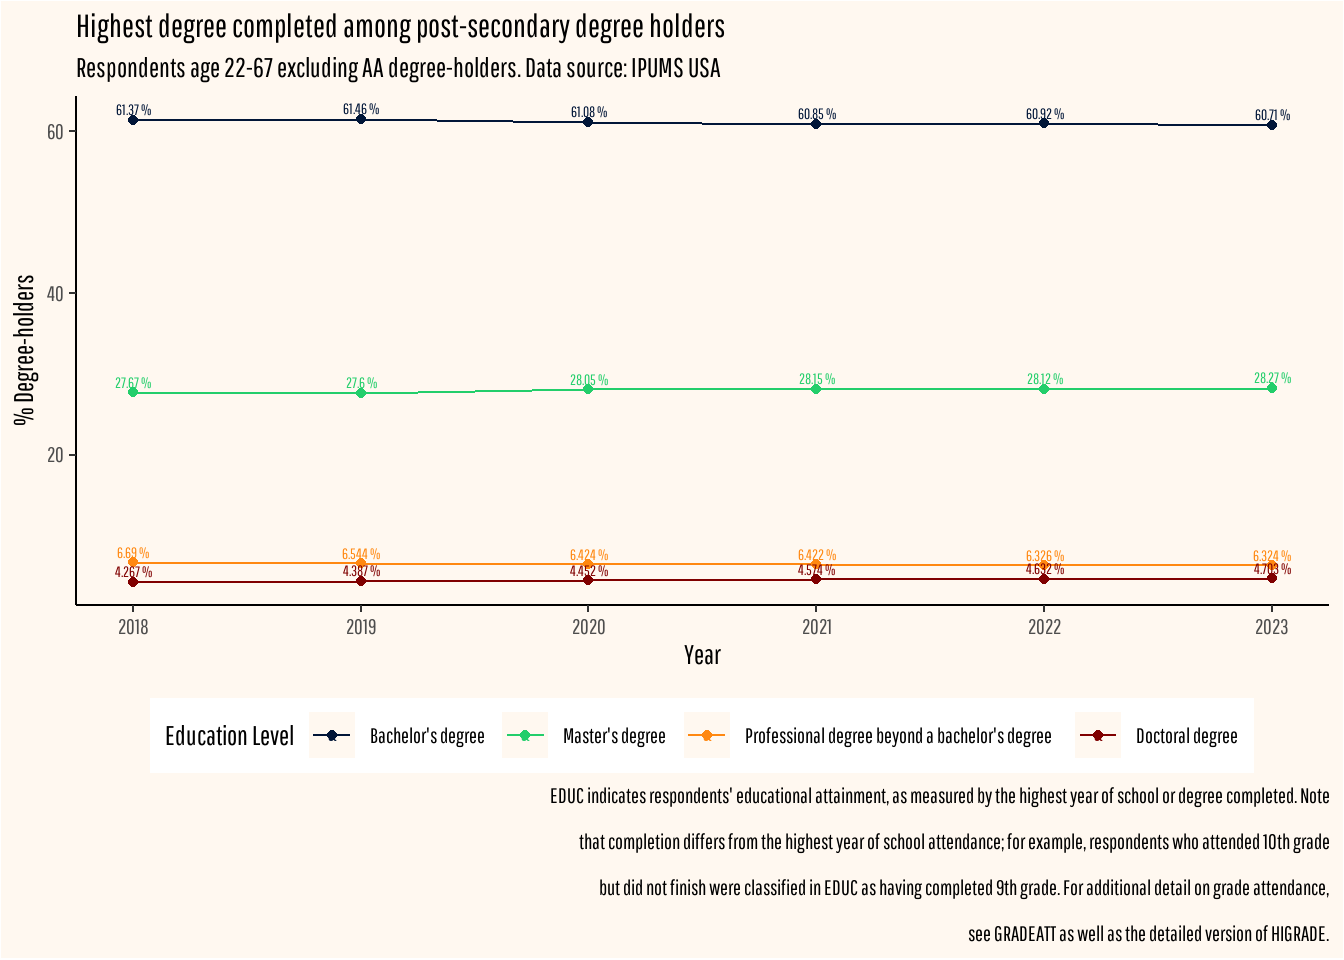 Highest degree completed among post-secondary degree holders
Respondents age 22-67 excluding AA degree-holders. Data source: IPUMS USA
% Degree-holders
60
40
20
61.37 %
61.46 %
61.08 %
60.85 %
60.92 %
60.71 %
27.67 %
27.6 %
28.05 %
28.15 %
28.12 %
28.27 %
6.69 %
6.544 %
6.424 %
6.422 %
6.326 %
6.324 %
4.267 %
4.387 %
4.452 %
4.574 %
4.632 %
4.703 %
2018
2019
2020
2021
2022
2023
Year
Education Level
Bachelor's degree
Master's degree
Professional degree beyond a bachelor's degree
Doctoral degree
EDUC indicates respondents' educational attainment, as measured by the highest year of school or degree completed. Note
that completion differs from the highest year of school attendance; for example, respondents who attended 10th grade
but did not finish were classified in EDUC as having completed 9th grade. For additional detail on grade attendance,
see GRADEATT as well as the detailed version of HIGRADE.